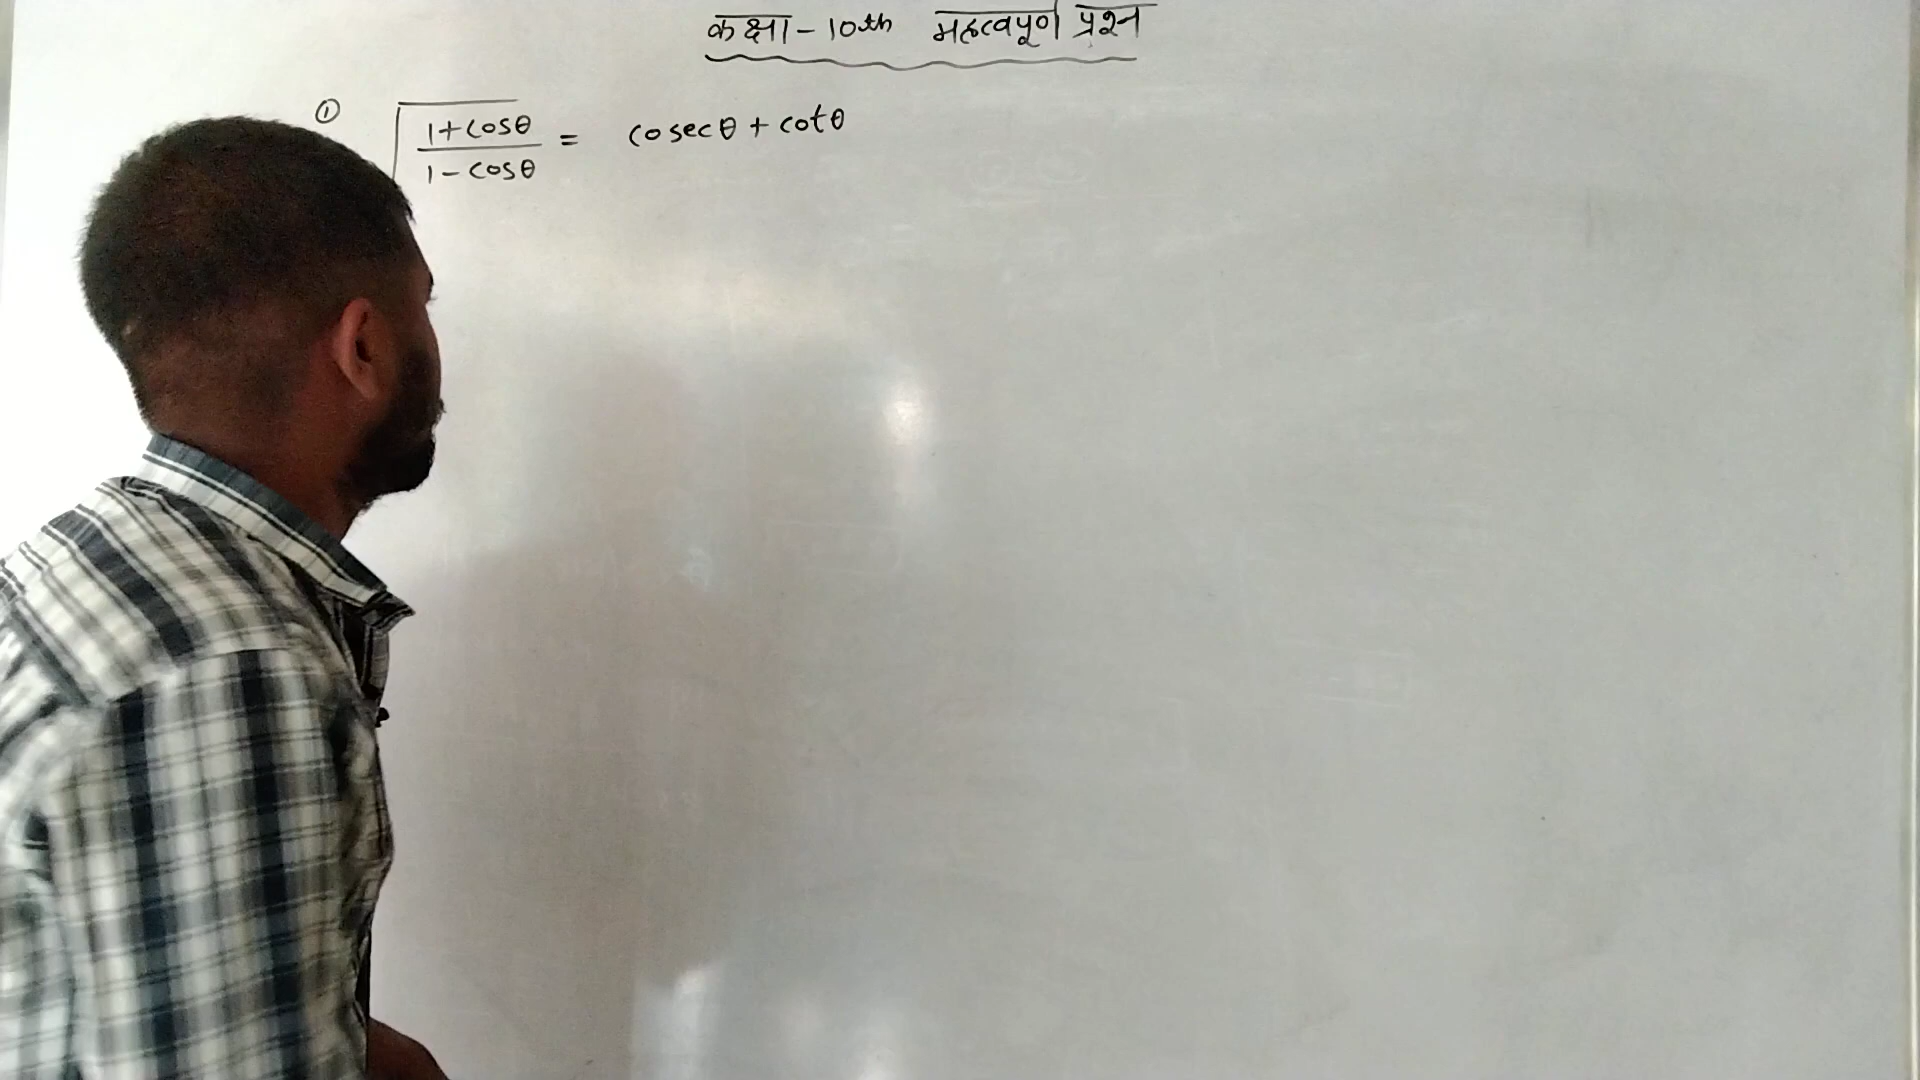 कक्षा - 10th महत्वपूर्ण प्रश्न
① √(1+cosθ / 1-cosθ) = cosecθ + cotθ